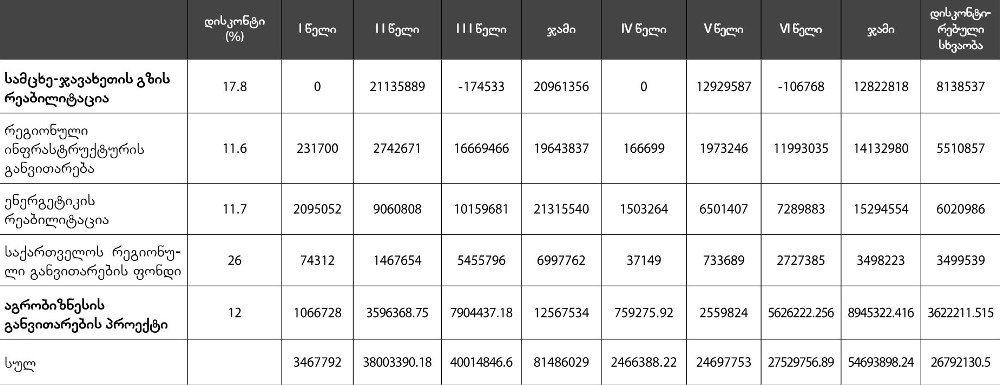 დისკონტი (%) I წელი I I წელი I I I წელი ჯამი IV წელი V წელი VI წელი ჯამი დისკონტი-რებული სხვაობა
სამცხე-ჯავახეთის გზის რეაბილიტაცია 17.8 0 21135889 -174533 20961356 0 12929587 -106768 12822818 8138537
რეგიონული ინფრასტრუქტურის განვითარება 11.6 231700 2742671 16669466 19643837 166699 1973246 11993035 14132980 5510857
ენერგეტიკის რეაბილიტაცია 11.7 2095052 9060808 10159681 21315540 1503264 6501407 7289883 15294554 6020986
საქართველოს რეგიონუ-ლი განვითარების ფონდი 26 74312 1467654 5455796 6997762 37149 733689 2727385 3498223 3499539
აგრობიზნესის განვითარების პროექტი 12 1066728 3596368.75 7904437.18 12567534 759275.92 2559824 5626222.256 8945322.416 3622211.515
სულ 3467792 38003390.18 40014846.6 81486029 2466388.22 24697753 27529756.89 54693898.24 26792130.5